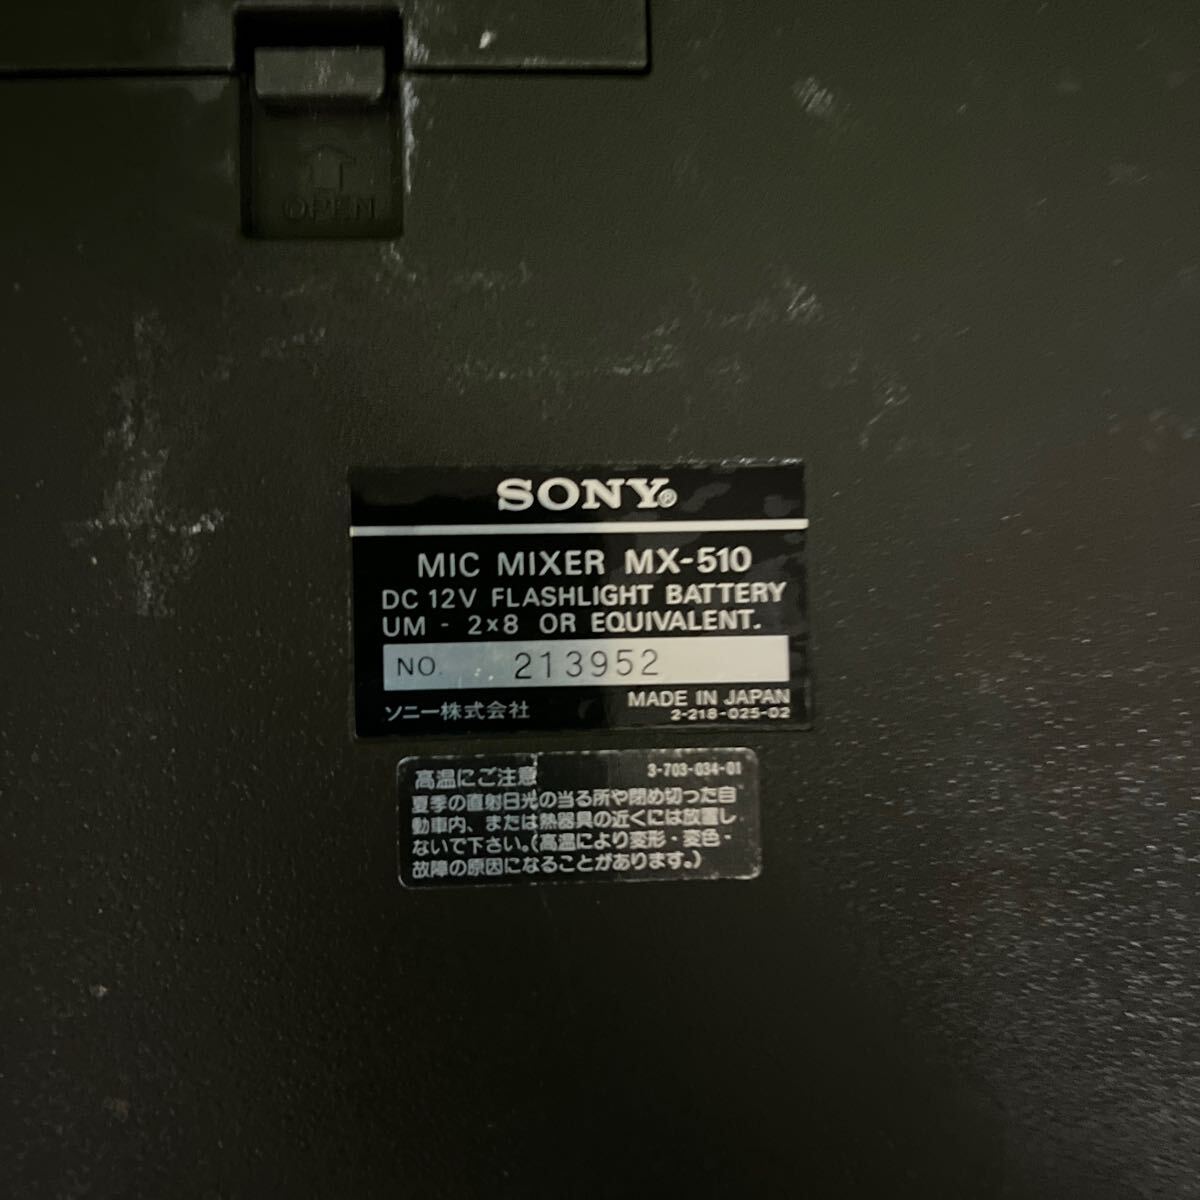 OPEN
SONY®
MIC MIXER MX-510
DC 12V FLASHLIGHT BATTERY
UM - 2×8 OR EQUIVALENT.
NO. 213952
ソニー株式会社 MADE IN JAPAN
2-218-025-02
高温にご注意 3-703-034-01
夏季の直射日光の当る所や閉め切った自
動車内、または熱器具の近くには放置し
ないで下さい。(高温により変形・変色・
故障の原因になることがあります。)